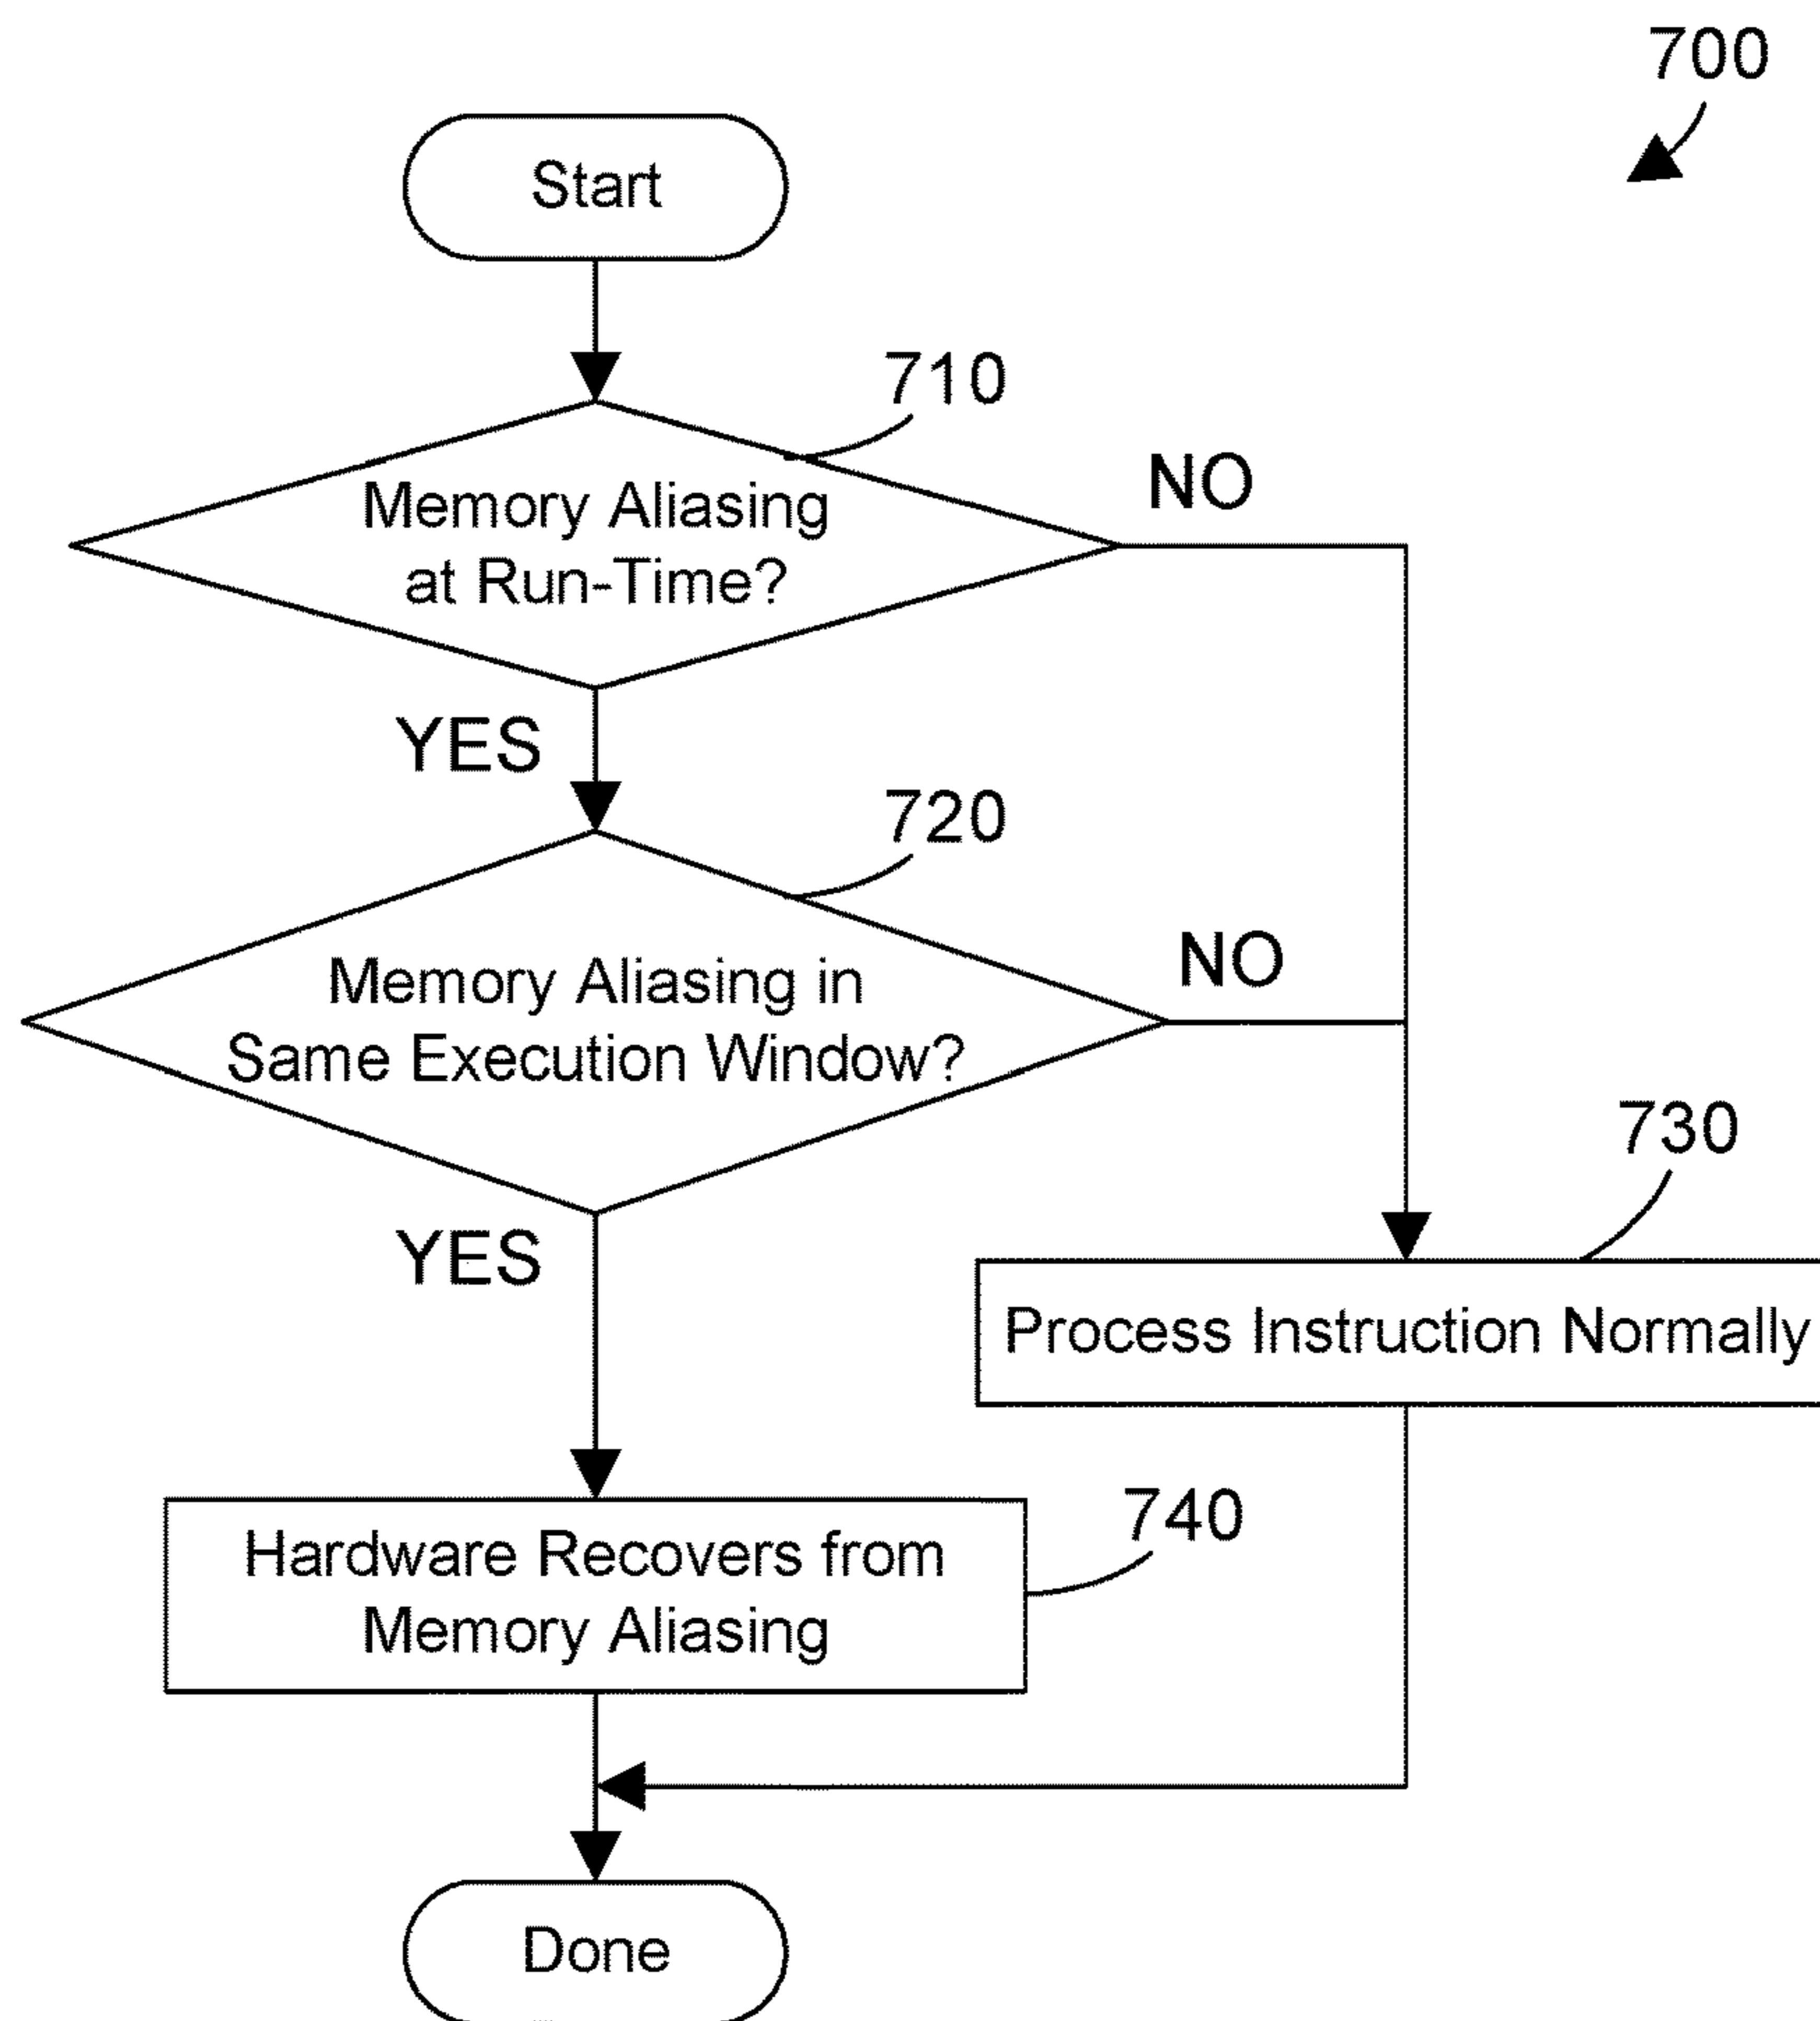 700
Start
710
Memory Aliasing
at Run-Time?
NO
YES
720
Memory Aliasing in
Same Execution Window?
NO
YES
730
Process Instruction Normally
740
Hardware Recovers from
Memory Aliasing
Done